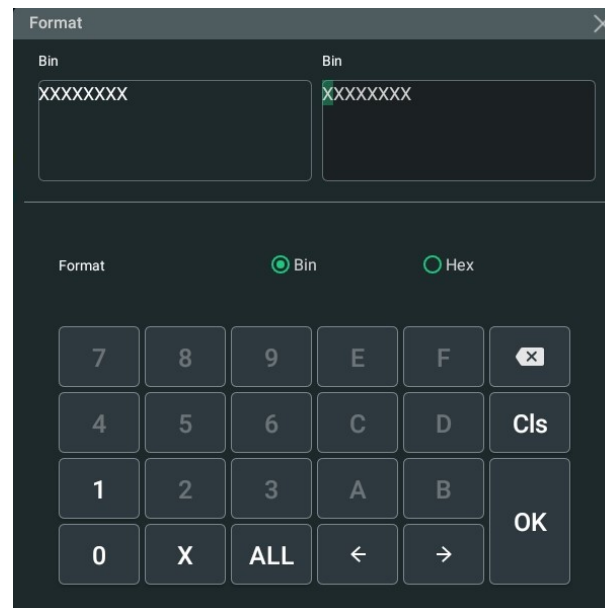 Format
Bin Bin
XXXXXXXX XXXXXXXX
Format Bin Hex
7 8 9 E F
4 5 6 C D Cls
1 2 3 A B
OK
0 X ALL ← →